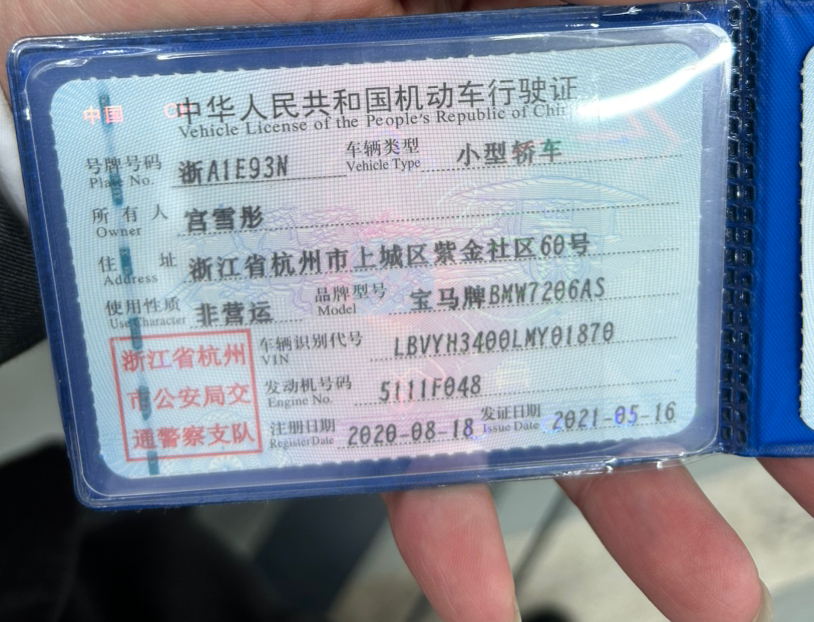 中国
中华人民共和国机动车行驶证
Vehicle License of the People's Republic of China
号牌号码 浙A1E93N 车辆类型 小型轿车
Plate No. Vehicle Type
所有人 宫雪彤
Owner
住址 浙江省杭州市上城区紫金社区60号
Address
使用性质 非营运 品牌型号 宝马牌BMW7206AS
Use Character Model
浙江省杭州
市公安局交
通警察支队
车辆识别代号 LBVYH3400LMY01870
VIN
发动机号码 5111F048
Engine No.
注册日期 2020-08-18 发证日期 2021-05-16
Register Date Issue Date